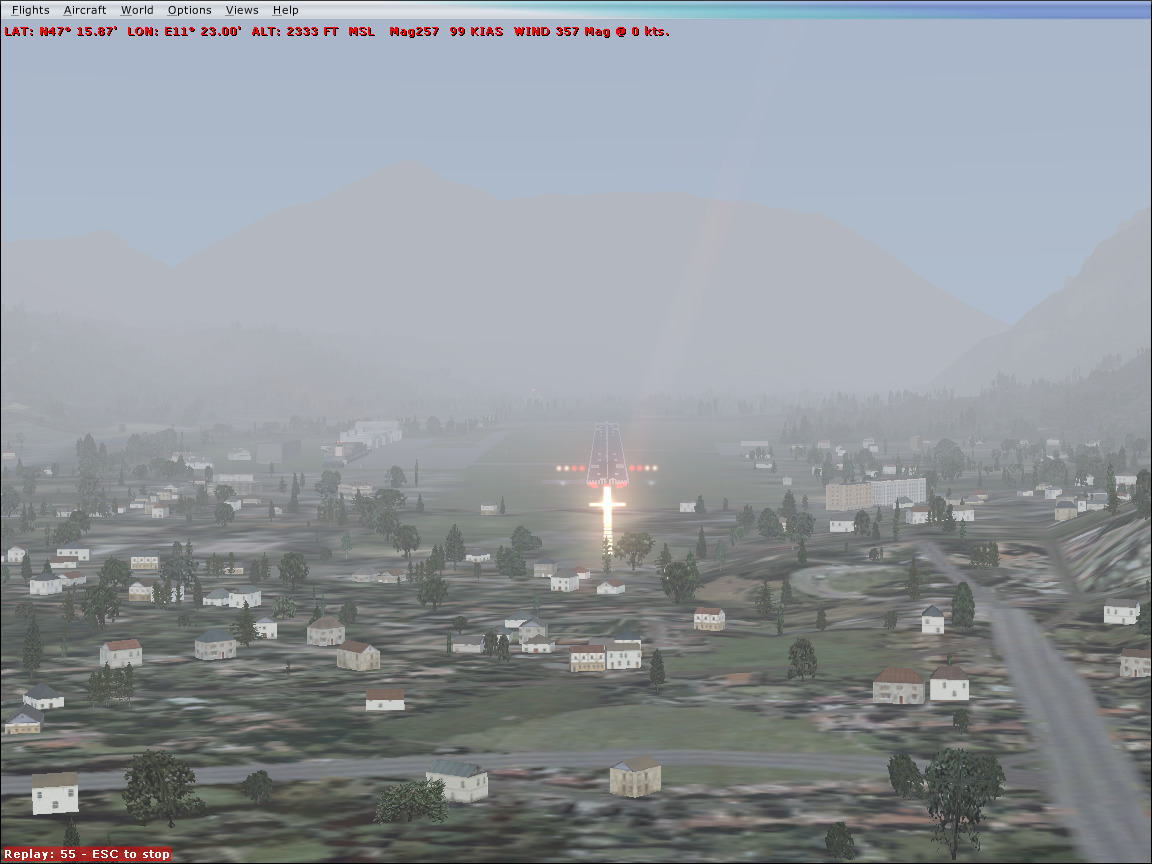 Flights Aircraft World Options Views Help
LAT: N47° 15.87' LON: E11° 23.00' ALT: 2333 FT MSL Mag257 99 KIAS WIND 357 Mag @ 0 kts.
Replay: 55 - ESC to stop